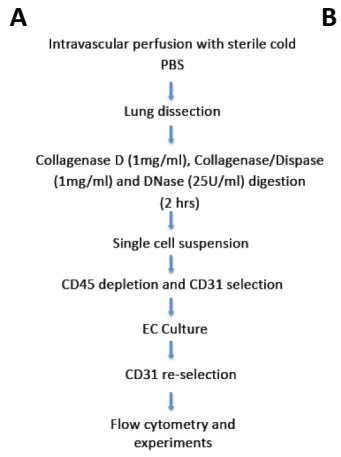 A
B
Intravascular perfusion with sterile cold
PBS
Lung dissection
Collagenase D (1mg/ml), Collagenase/Dispase
(1mg/ml) and DNase (25U/ml) digestion
(2 hrs)
Single cell suspension
CD45 depletion and CD31 selection
EC Culture
CD31 re-selection
Flow cytometry and
experiments